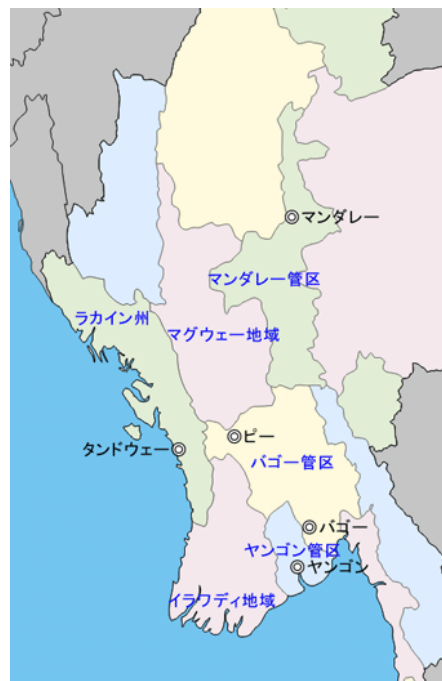 マンダレー
マンダレー管区
ラカイン州
マグウェー地域
ピー
タンドウェー
バゴー管区
バゴー
ヤンゴン管区
ヤンゴン
イラワディ地域